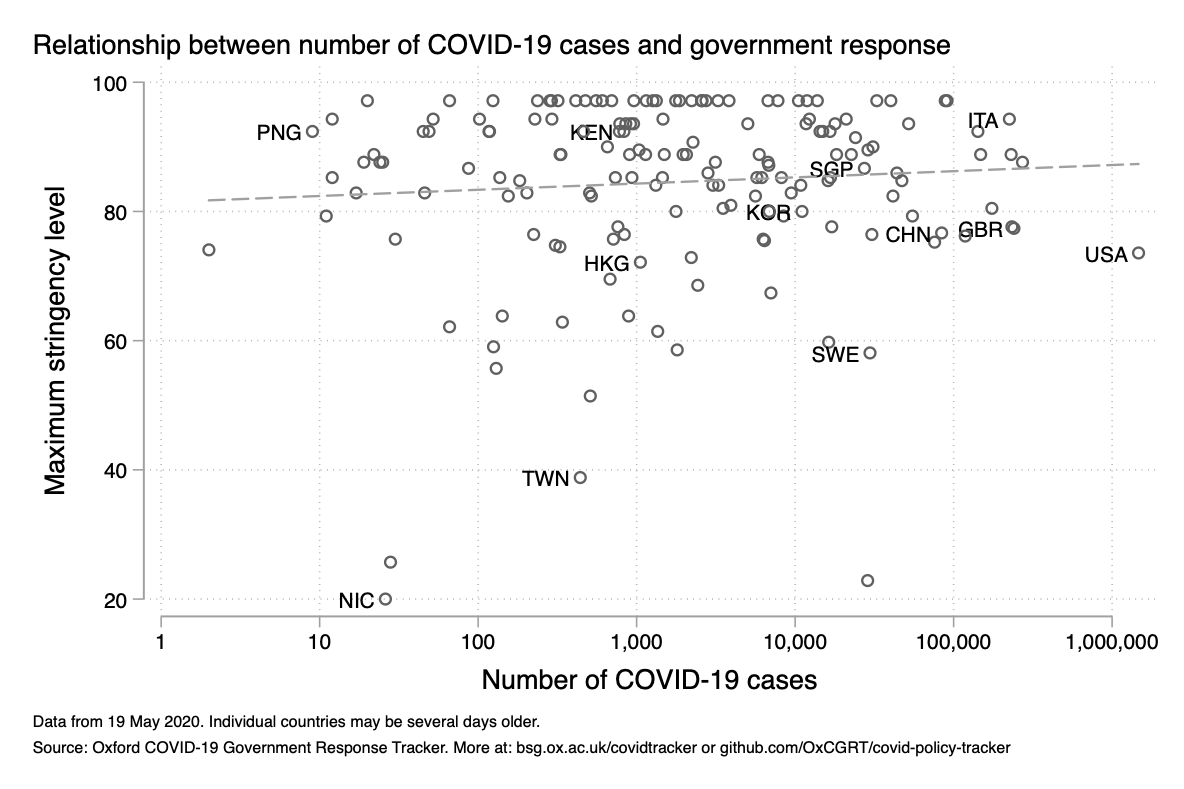 Relationship between number of COVID-19 cases and government response
100
80
60
40
20
Maximum stringency level
PNG
KEN
ITA
SGP
KOR
CHN
GBR
HKG
USA
SWE
TWN
NIC
1
10
100
1,000
10,000
100,000
1,000,000
Number of COVID-19 cases
Data from 19 May 2020. Individual countries may be several days older.
Source: Oxford COVID-19 Government Response Tracker. More at: bsg.ox.ac.uk/covidtracker or github.com/OxCGRT/covid-policy-tracker